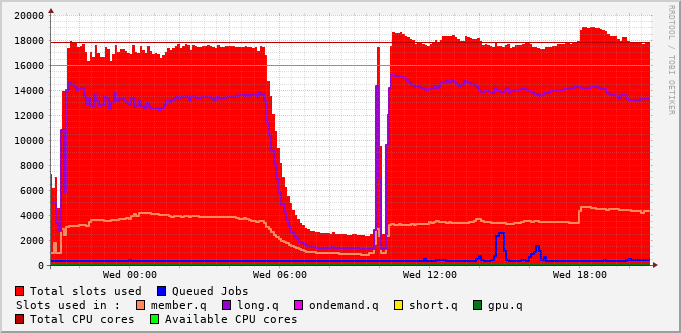 RRDTOOL / TOBI OETIKER
20000
18000
16000
14000
12000
10000
8000
6000
4000
2000
0
Wed 00:00 Wed 06:00 Wed 12:00 Wed 18:00
Total slots used Queued Jobs
Slots used in : member.q long.q ondemand.q short.q gpu.q
Total CPU cores Available CPU cores